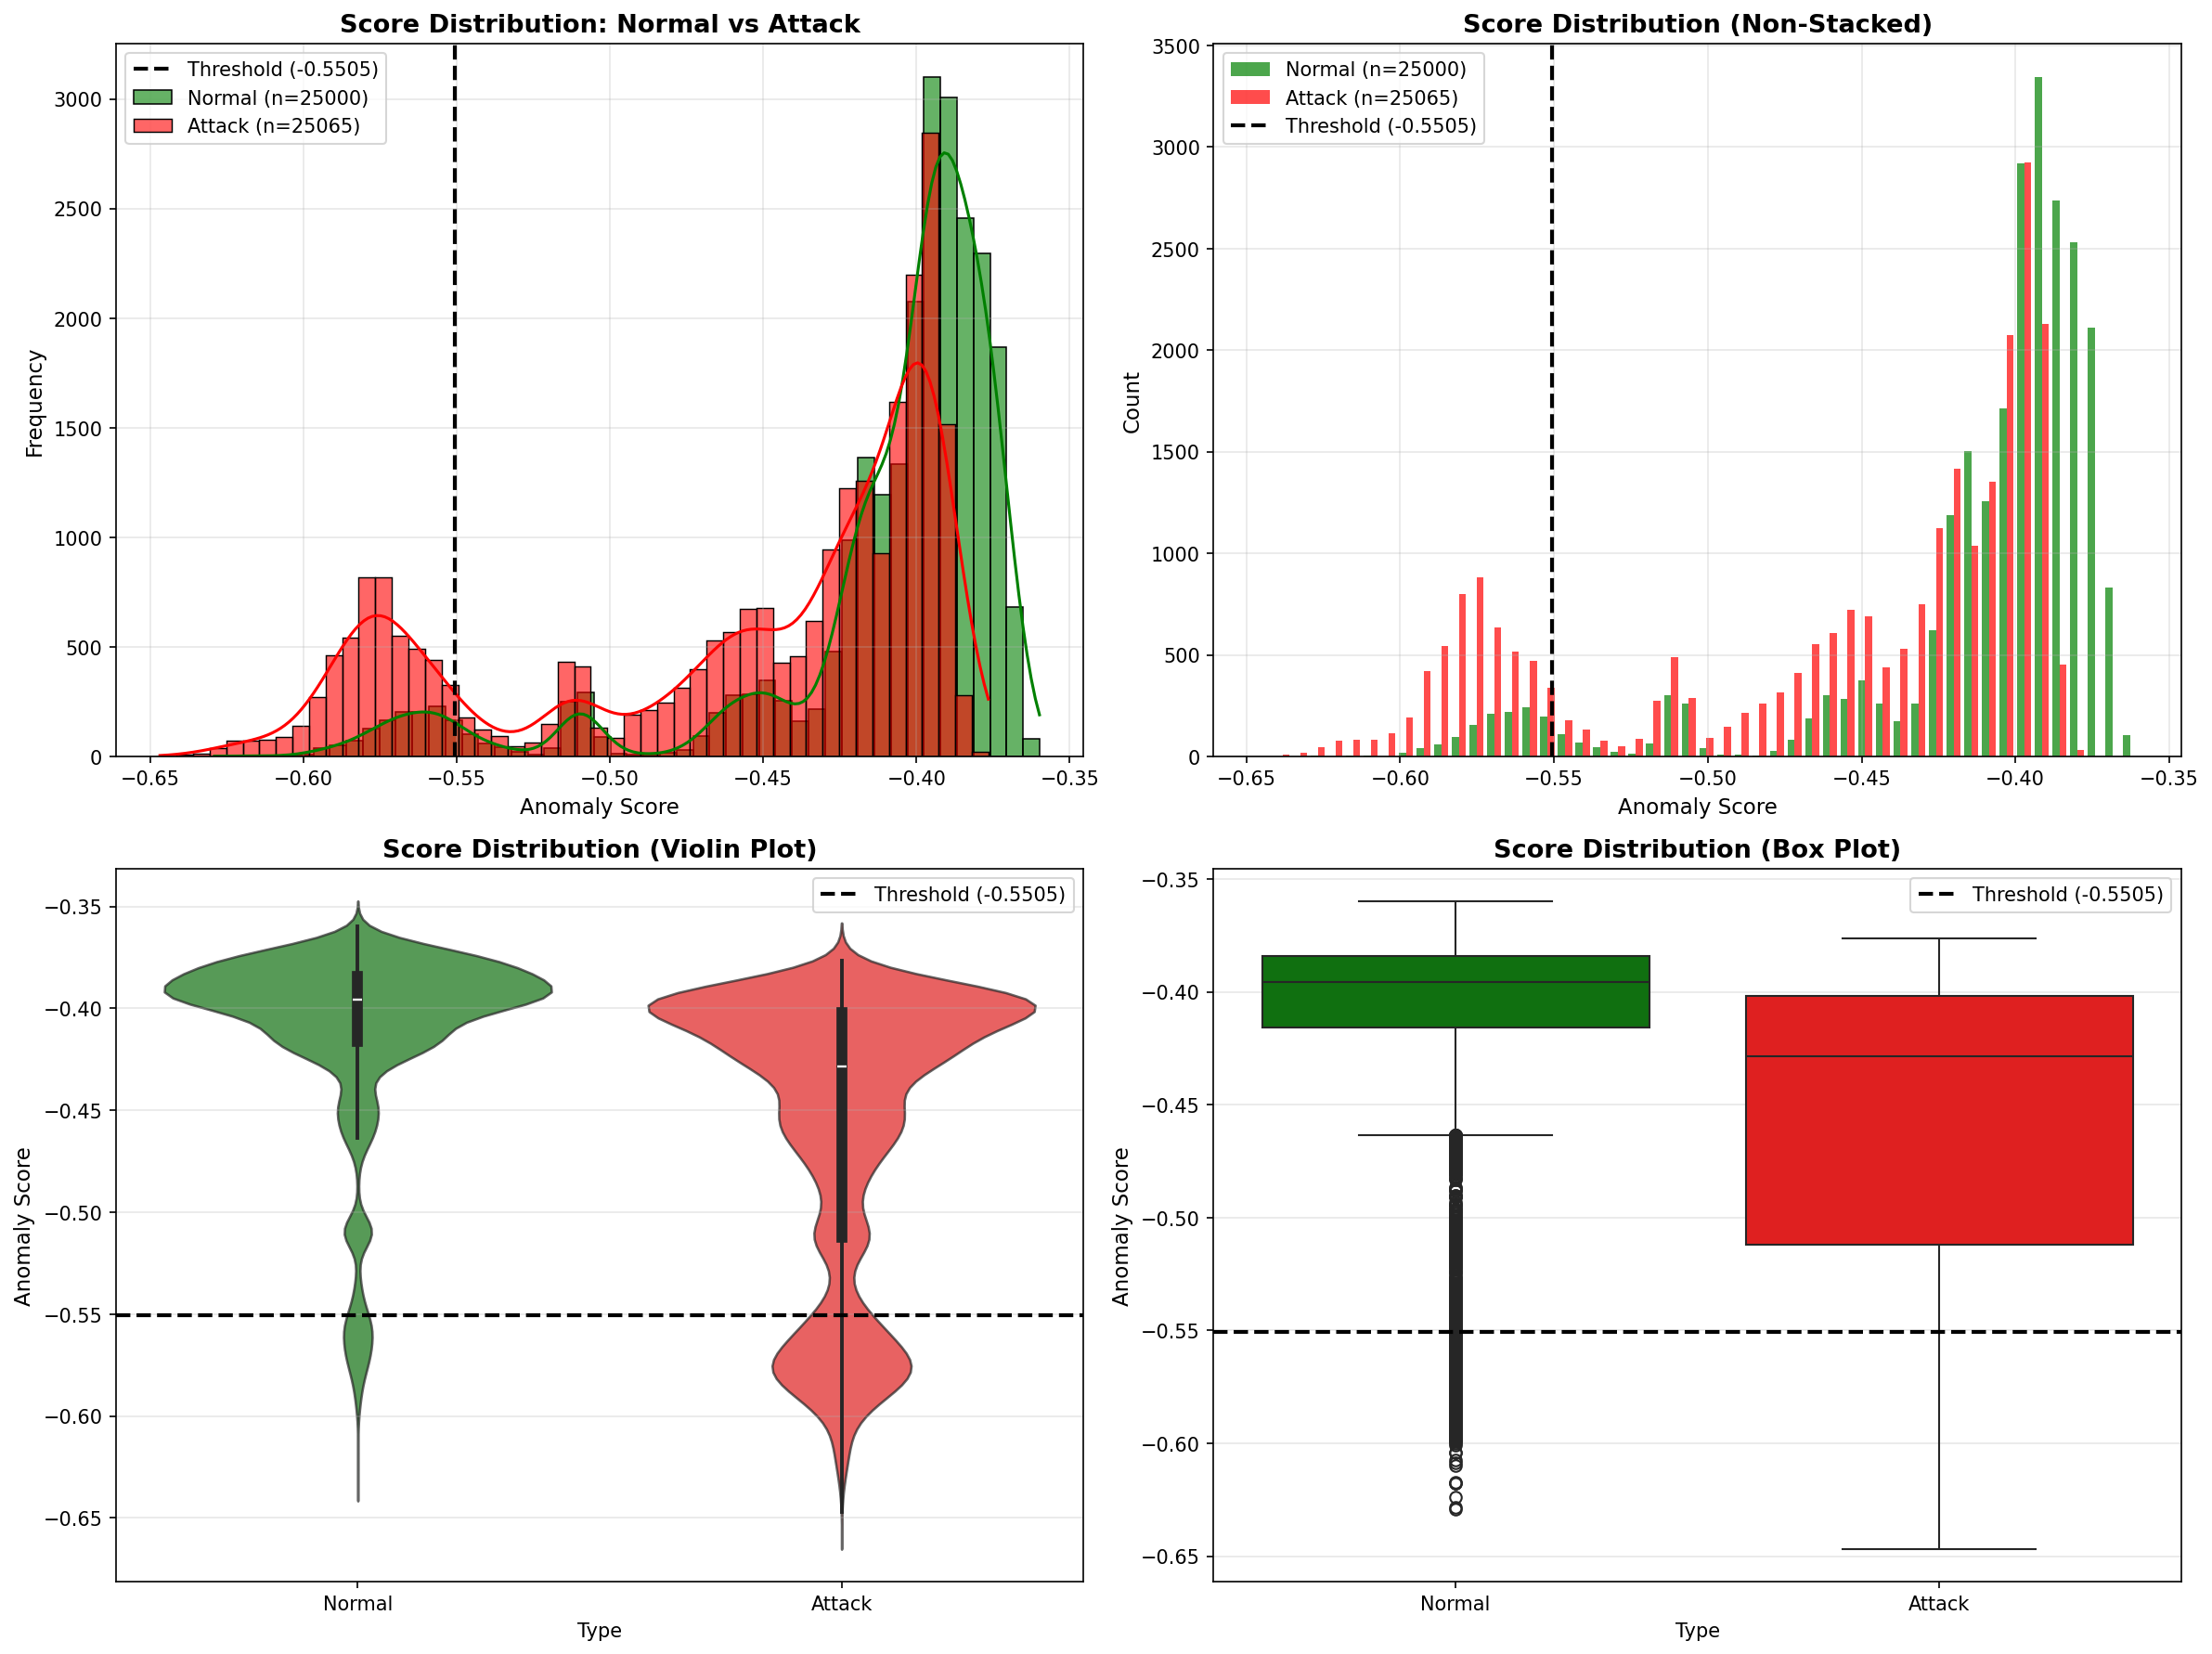 Score Distribution: Normal vs Attack
Threshold (-0.5505)
Normal (n=25000)
Attack (n=25065)
Frequency
3000
2500
2000
1500
1000
500
0
−0.65 −0.60 −0.55 −0.50 −0.45 −0.40 −0.35
Anomaly Score
Score Distribution (Non-Stacked)
Normal (n=25000)
Attack (n=25065)
Threshold (-0.5505)
Count
3500
3000
2500
2000
1500
1000
500
0
−0.65 −0.60 −0.55 −0.50 −0.45 −0.40 −0.35
Anomaly Score
Score Distribution (Violin Plot)
Threshold (-0.5505)
Anomaly Score
−0.35
−0.40
−0.45
−0.50
−0.55
−0.60
−0.65
Normal Attack
Type
Score Distribution (Box Plot)
Threshold (-0.5505)
Anomaly Score
−0.35
−0.40
−0.45
−0.50
−0.55
−0.60
−0.65
Normal Attack
Type